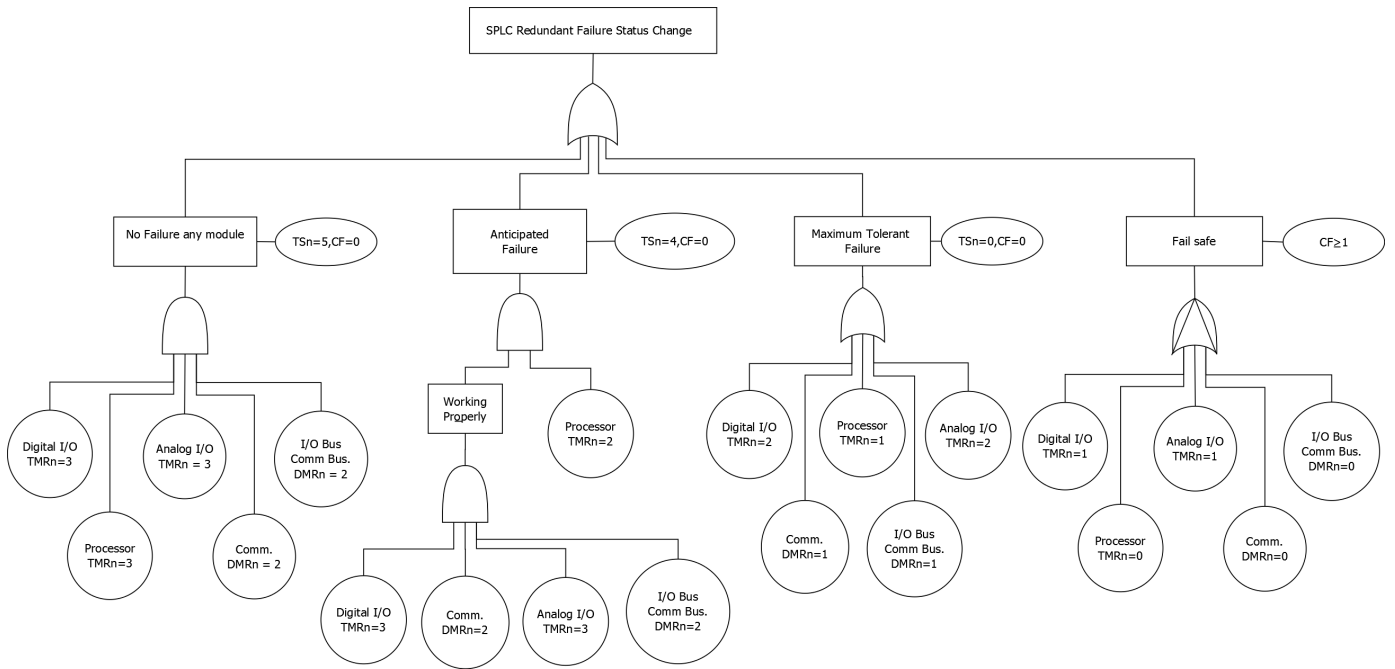 SPLC Redundant Failure Status Change
No Failure any module
TSn=5,CF=0
Anticipated
Failure
TSn=4,CF=0
Maximum Tolerant
Failure
TSn=0,CF=0
Fail safe
CF≥1
Digital I/O
TMRn=3
Processor
TMRn=3
Analog I/O
TMRn = 3
Comm.
DMRn = 2
I/O Bus
Comm Bus.
DMRn = 2
Working
Properly
Processor
TMRn=2
Digital I/O
TMRn=3
Comm.
DMRn=2
Analog I/O
TMRn=3
I/O Bus
Comm Bus.
DMRn=2
Digital I/O
TMRn=2
Comm.
DMRn=1
Processor
TMRn=1
I/O Bus
Comm Bus.
DMRn=1
Analog I/O
TMRn=2
Digital I/O
TMRn=1
Processor
TMRn=0
Analog I/O
TMRn=1
Comm.
DMRn=0
I/O Bus
Comm Bus.
DMRn=0